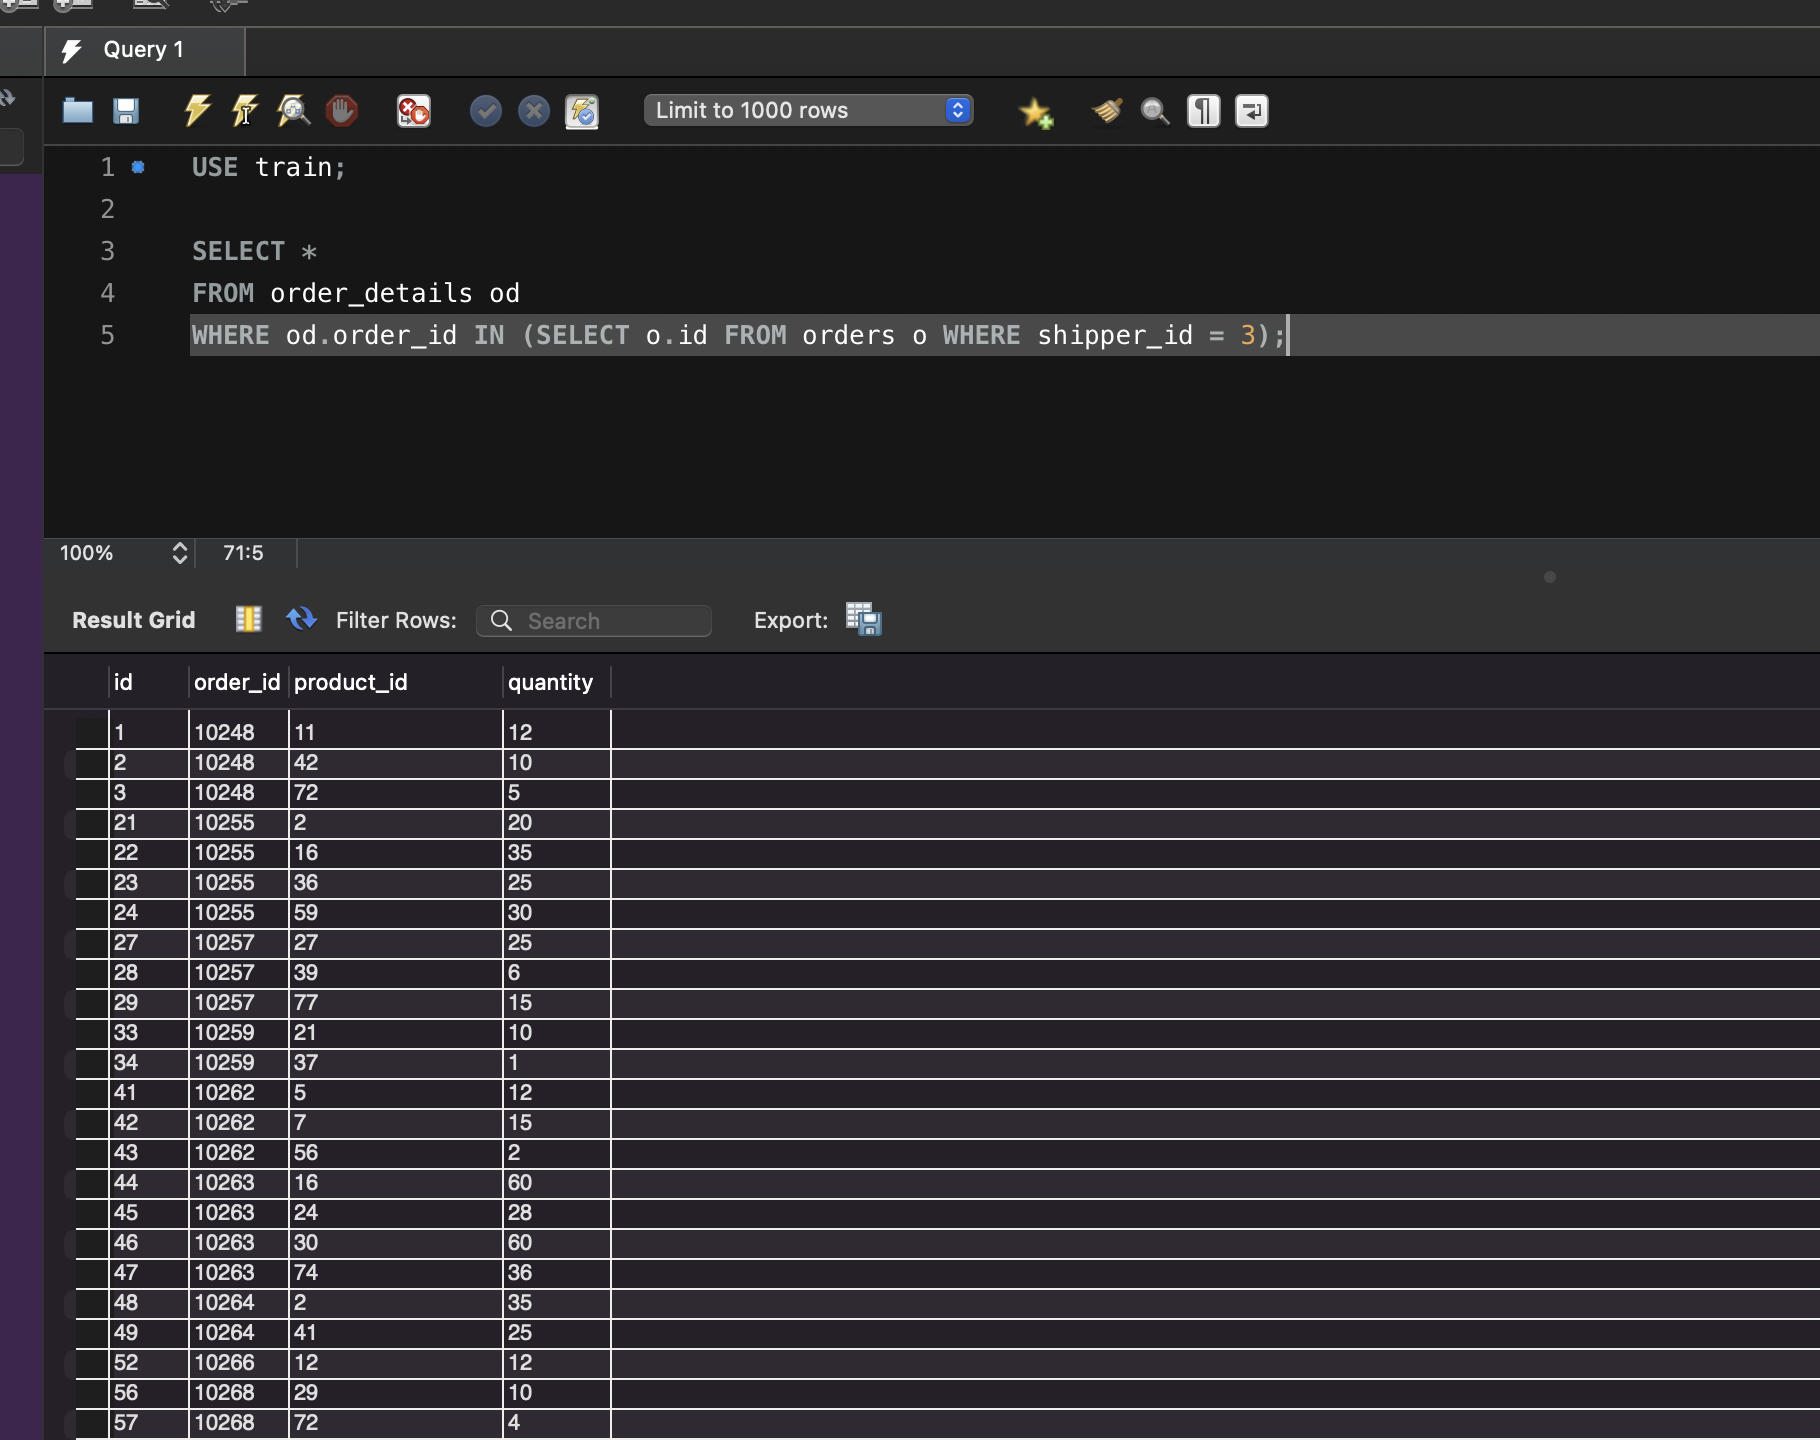 Query 1
Limit to 1000 rows
1 USE train;
2
3 SELECT *
4 FROM order_details od
5 WHERE od.order_id IN (SELECT o.id FROM orders o WHERE shipper_id = 3);
100% 71:5
Result Grid Filter Rows: Search Export:
id order_id product_id quantity
1 10248 11 12
2 10248 42 10
3 10248 72 5
21 10255 2 20
22 10255 16 35
23 10255 36 25
24 10255 59 30
27 10257 27 25
28 10257 39 6
29 10257 77 15
33 10259 21 10
34 10259 37 1
41 10262 5 12
42 10262 7 15
43 10262 56 2
44 10263 16 60
45 10263 24 28
46 10263 30 60
47 10263 74 36
48 10264 2 35
49 10264 41 25
52 10266 12 12
56 10268 29 10
57 10268 72 4